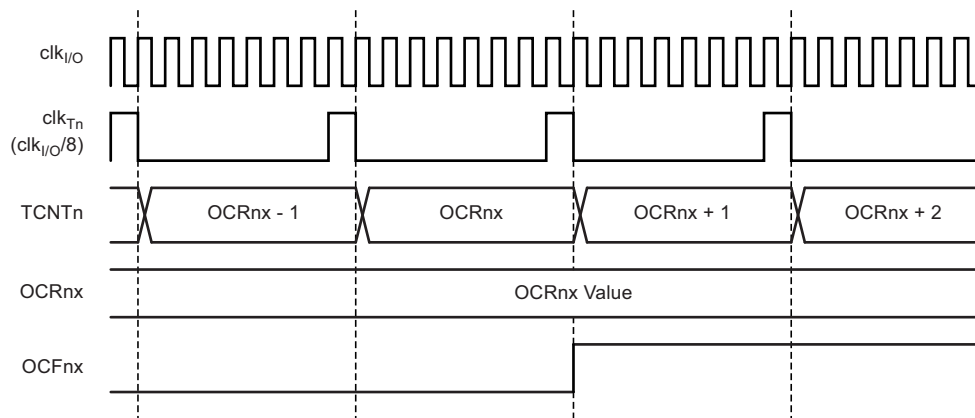 clkI/O
clkTn
(clkI/O/8)
TCNTn OCRnx - 1 OCRnx OCRnx + 1 OCRnx + 2
OCRnx OCRnx Value
OCFnx